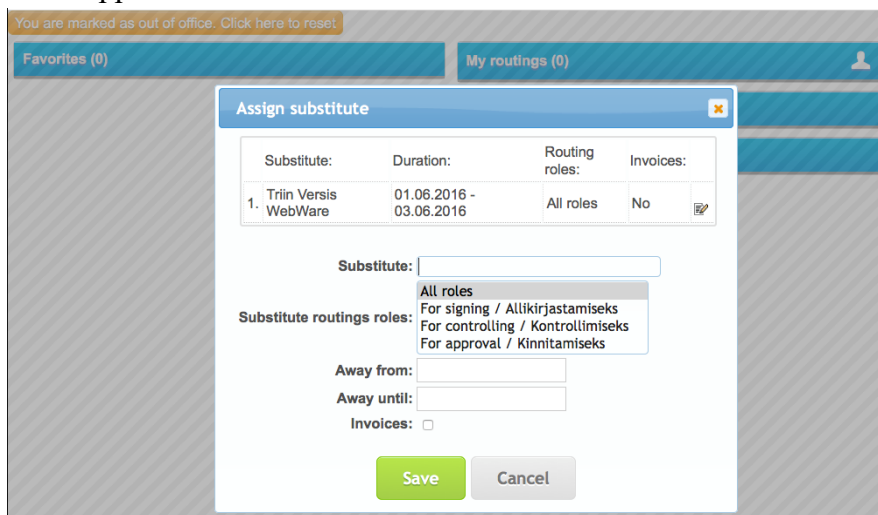 You are marked as out of office. Click here to reset
Favorites (0)
My routings (0)
Assign substitute
Substitute: Duration: Routing roles: Invoices:
1. Triin Versis WebWare 01.06.2016 - 03.06.2016 All roles No
Substitute:
Substitute routings roles:
All roles
For signing / Allikirjastamiseks
For controlling / Kontrollimiseks
For approval / Kinnitamiseks
Away from:
Away until:
Invoices:
Save
Cancel